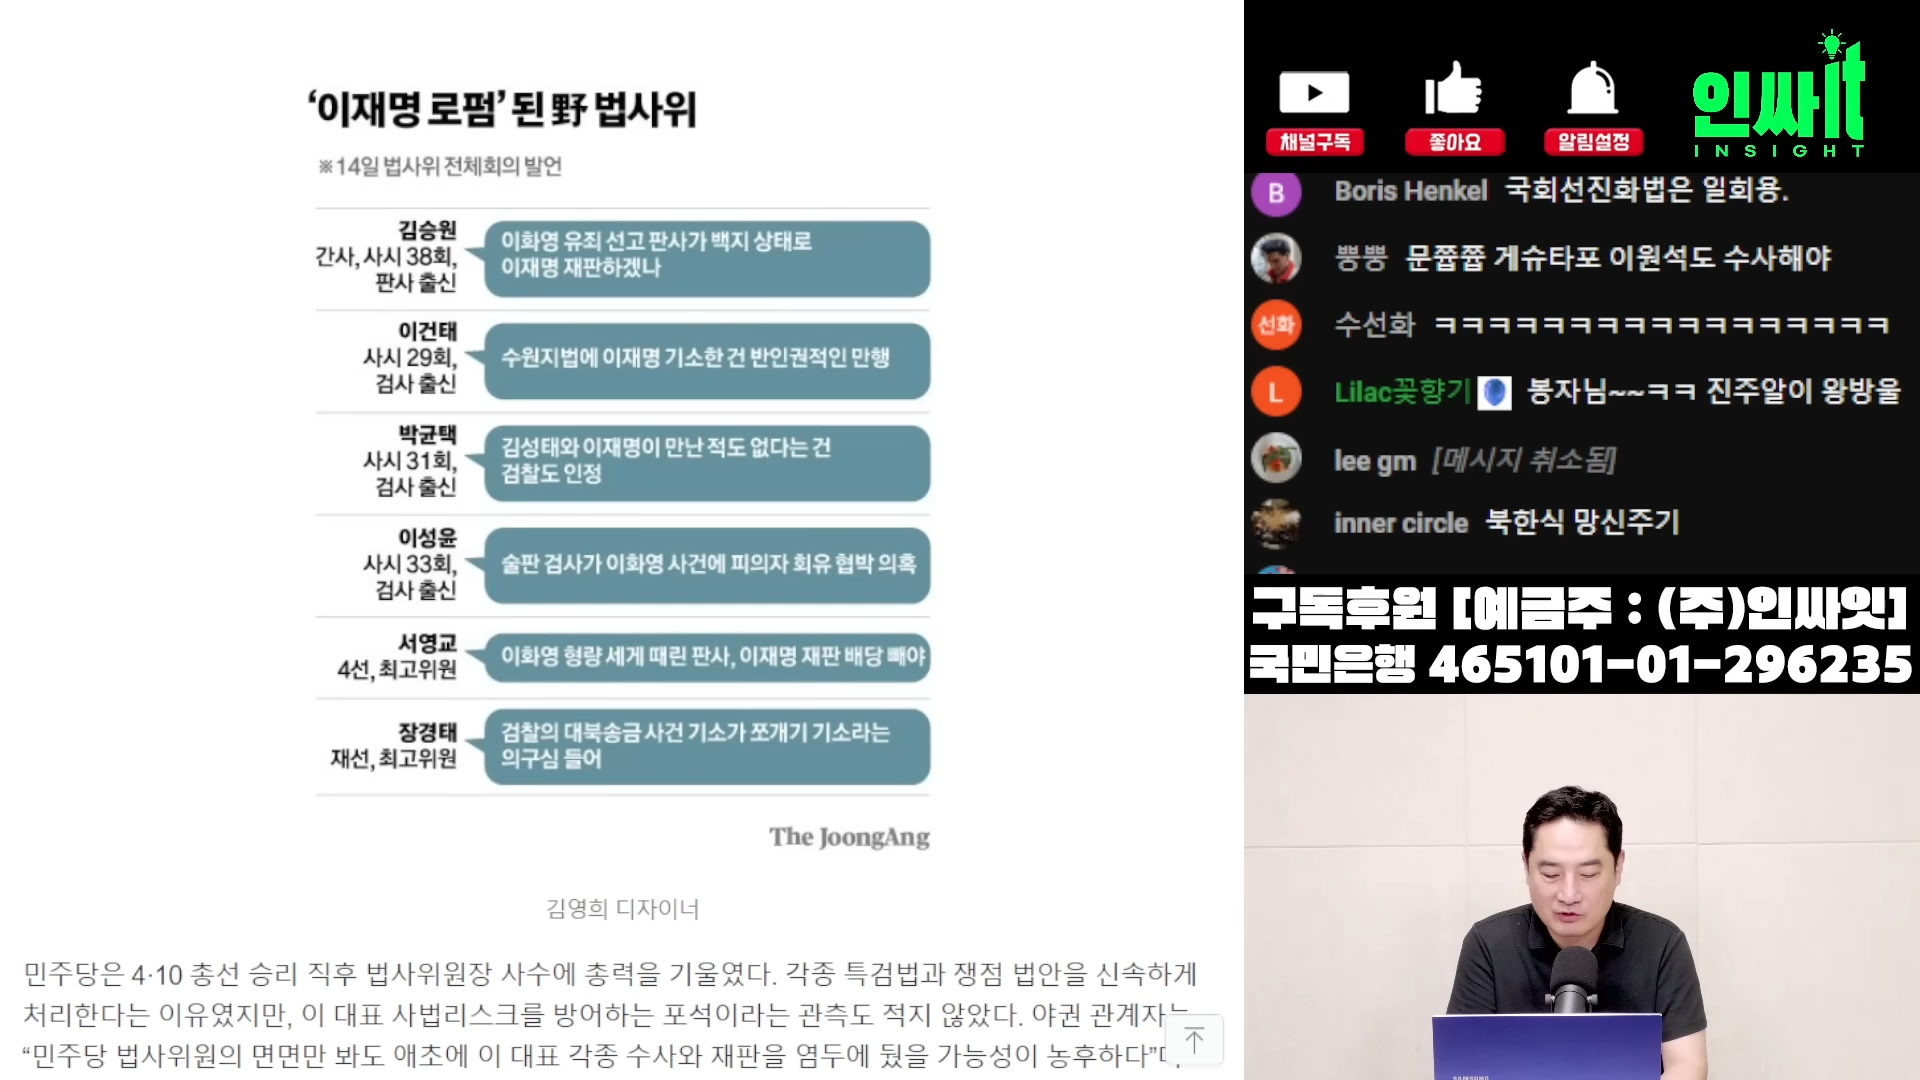 ‘이재명 로펌’ 된 野 법사위
※14일 법사위 전체회의 발언
김승원
간사, 사시 38회,
판사 출신
이화영 유죄 선고 판사가 백지 상태로
이재명 재판하겠나
이건태
사시 29회,
검사 출신
수원지법에 이재명 기소한 건 반인권적인 만행
박균택
사시 31회,
검사 출신
김성태와 이재명이 만난 적도 없다는 건
검찰도 인정
이성윤
사시 33회,
검사 출신
술판 검사가 이화영 사건에 피의자 회유 협박 의혹
서영교
4선, 최고위원
이화영 형량 세게 때린 판사, 이재명 재판 배당 빼야
장경태
재선, 최고위원
검찰의 대북송금 사건 기소가 쪼개기 기소라는
의구심 들어
The JoongAng
김영희 디자이너
민주당은 4·10 총선 승리 직후 법사위원장 사수에 총력을 기울였다. 각종 특검법과 쟁점 법안을 신속하게
처리한다는 이유였지만, 이 대표 사법리스크를 방어하는 포석이라는 관측도 적지 않았다. 야권 관계자는
“민주당 법사위원의 면면만 봐도 애초에 이 대표 각종 수사와 재판을 염두에 뒀을 가능성이 농후하다”며
채널구독
좋아요
알림설정
인싸it
INSIGHT
B
Boris Henkel 국회선진화법은 일회용.
뿡뿡 문쯥쯥 게슈타포 이원석도 수사해야
선화
수선화 ㅋㅋㅋㅋㅋㅋㅋㅋㅋㅋㅋㅋㅋㅋㅋㅋㅋ
L
Lilac꽃향기 봉자님~~ㅋㅋ 진주알이 왕방울
lee gm [메시지 취소됨]
inner circle 북한식 망신주기
구독후원 [예금주 : (주)인싸잇]
국민은행 465101-01-296235
SAMSUNG